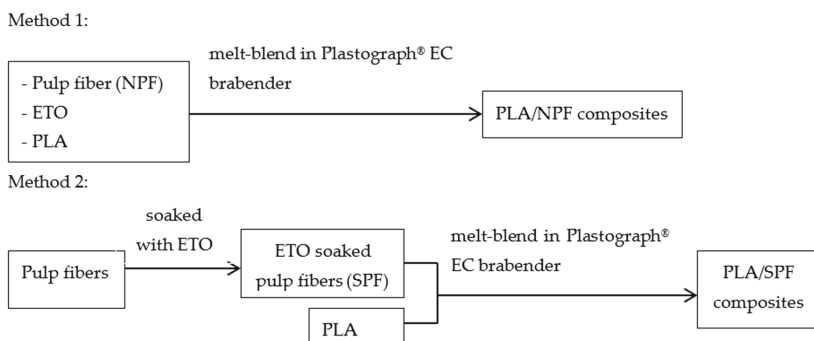 Method 1:
melt-blend in Plastograph® EC
brabender
- Pulp fiber (NPF)
- ETO
- PLA
PLA/NPF composites
Method 2:
soaked
with ETO
Pulp fibers
ETO soaked
pulp fibers (SPF)
PLA
melt-blend in Plastograph®
EC brabender
PLA/SPF
composites